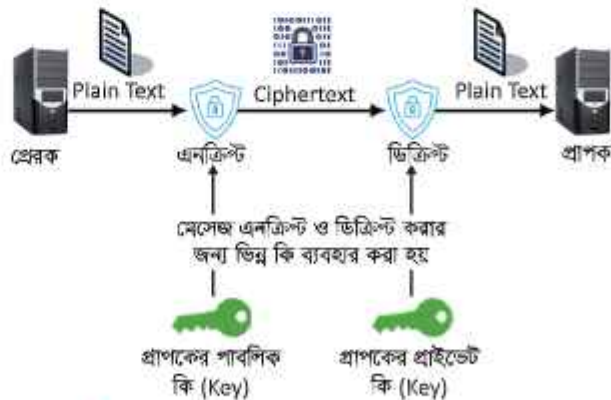 Plain Text Ciphertext Plain Text
প্রেরক এনক্রিপ্ট ডিক্রিপ্ট প্রাপক
মেসেজ এনক্রিপ্ট ও ডিক্রিপ্ট করার
জন্য ভিন্ন কি ব্যবহার করা হয়
প্রাপকের পাবলিক
কি (Key)
প্রাপকের প্রাইভেট
কি (Key)